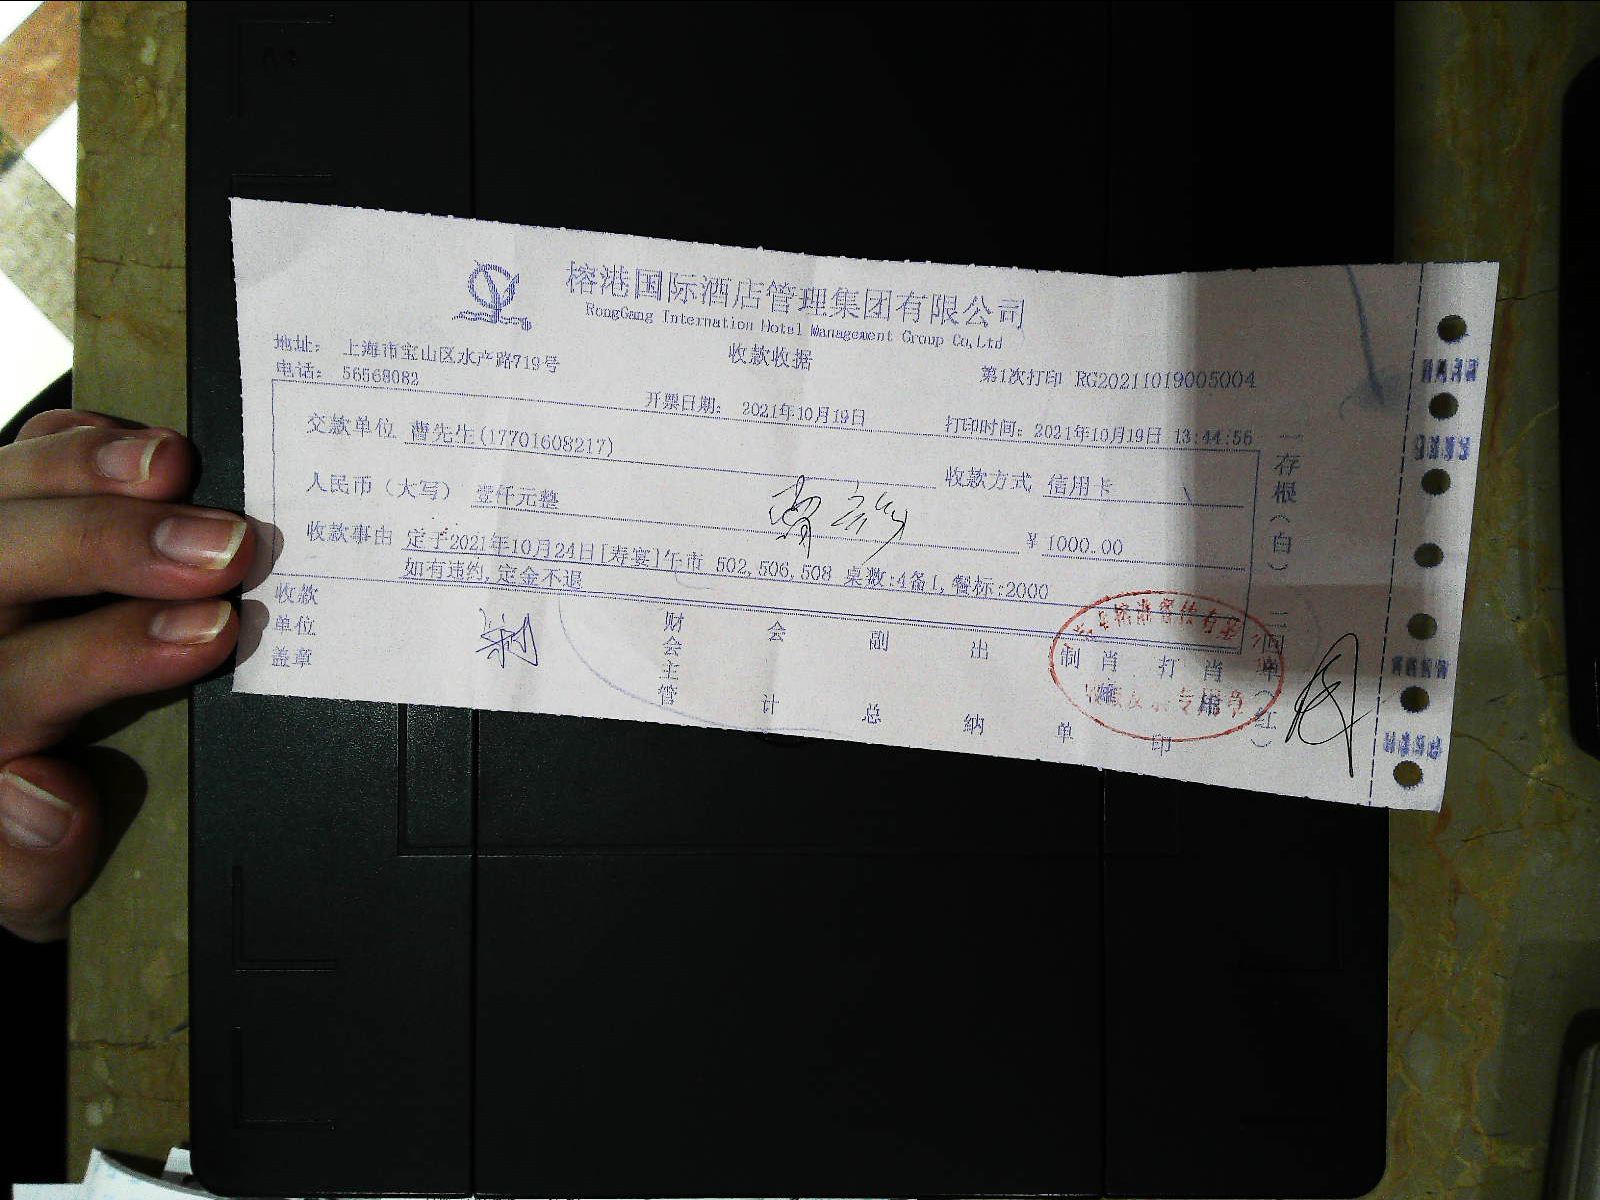 榕港国际酒店管理集团有限公司
RongGang Internation Hotel Management Group Co,Ltd
收款收据
地址： 上海市宝山区水产路719号
电话： 56568082
第1次打印 RG20211019005004
开票日期： 2021年10月19日
打印时间：2021年10月19日 13:44:56
交款单位 曹先生(17701608217)
收款方式 信用卡
人民币（大写） 壹仟元整
￥1000.00
收款事由 定于2021年10月24日[寿宴]午市 502,506,508 桌数:4备1,餐标:2000
如有违约,定金不退
收款单位盖章
财会主管
会计
副总
出纳
制单
打印
一存根（白）